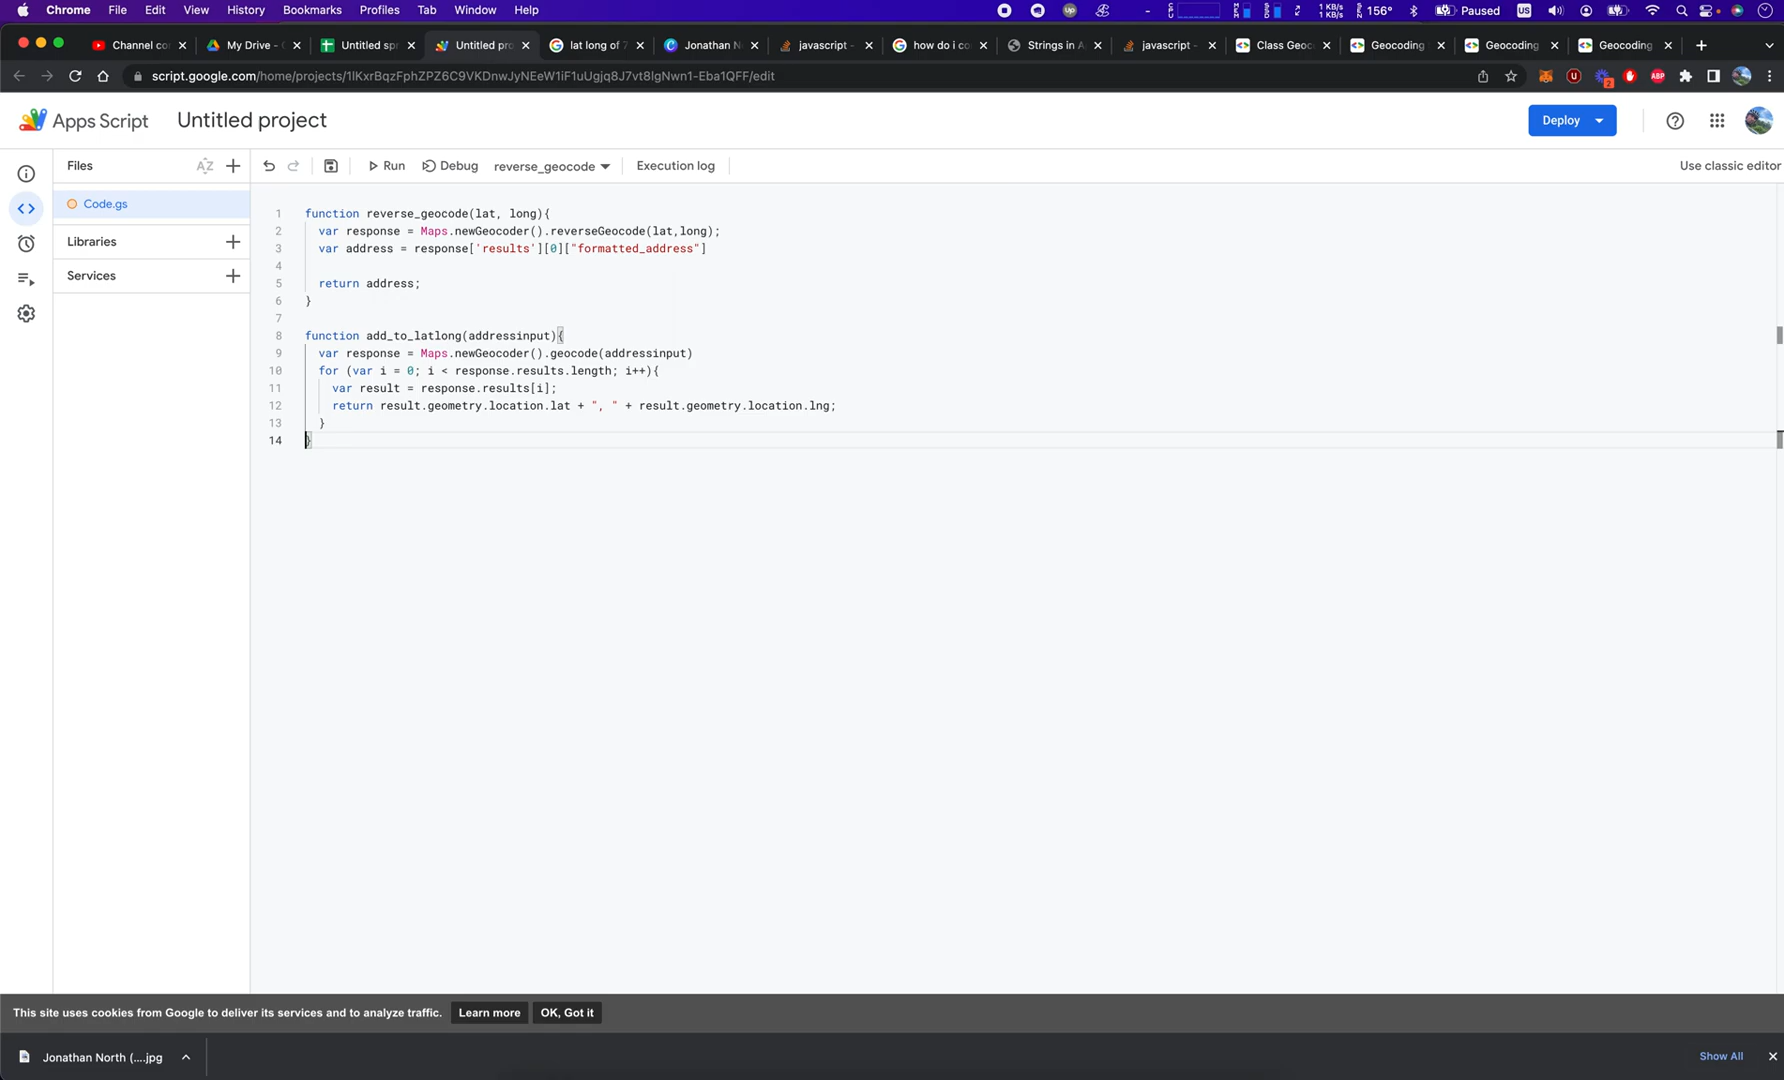 Chrome File Edit View History Bookmarks Profiles Tab Window Help 1 KB/s 1 KB/s 156° Paused US
Channel co My Drive - Untitled spr Untitled pro lat long of 7 Jonathan N javascript - how do i co Strings in A javascript - Class Geoc Geocoding Geocoding Geocoding
script.google.com/home/projects/1lKxrBqzFphZPZ6C9VKDnwJyNEeW1iF1uUgjq8J7vt8lgNwn1-Eba1QFF/edit
Apps Script Untitled project Deploy
Files AZ Run Debug reverse_geocode Execution log Use classic editor
Code.gs
Libraries
Services
1 function reverse_geocode(lat, long){
2 var response = Maps.newGeocoder().reverseGeocode(lat,long);
3 var address = response['results'][0]["formatted_address"]
4
5 return address;
6 }
7
8 function add_to_latlong(addressinput){
9 var response = Maps.newGeocoder().geocode(addressinput)
10 for (var i = 0; i < response.results.length; i++){
11 var result = response.results[i];
12 return result.geometry.location.lat + ", " + result.geometry.location.lng;
13 }
14 }
This site uses cookies from Google to deliver its services and to analyze traffic. Learn more OK, Got it
Jonathan North (....jpg Show All